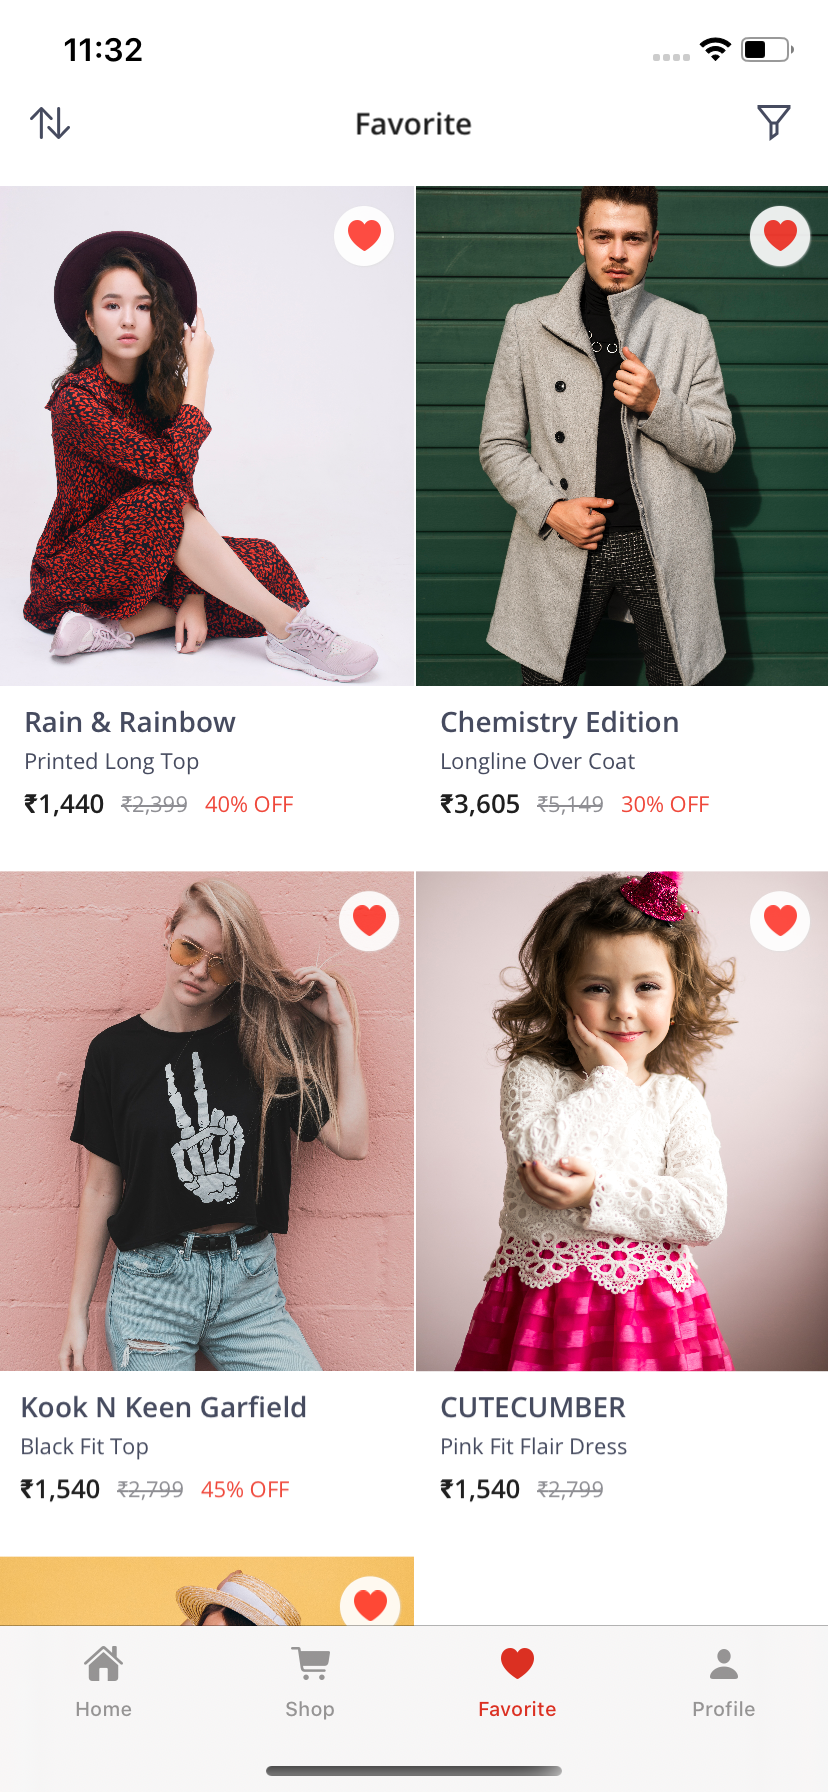 11:32
Favorite
Rain & Rainbow
Printed Long Top
₹1,440 ₹2,399 40% OFF
Chemistry Edition
Longline Over Coat
₹3,605 ₹5,149 30% OFF
Kook N Keen Garfield
Black Fit Top
₹1,540 ₹2,799 45% OFF
CUTECUMBER
Pink Fit Flair Dress
₹1,540 ₹2,799
Home Shop Favorite Profile